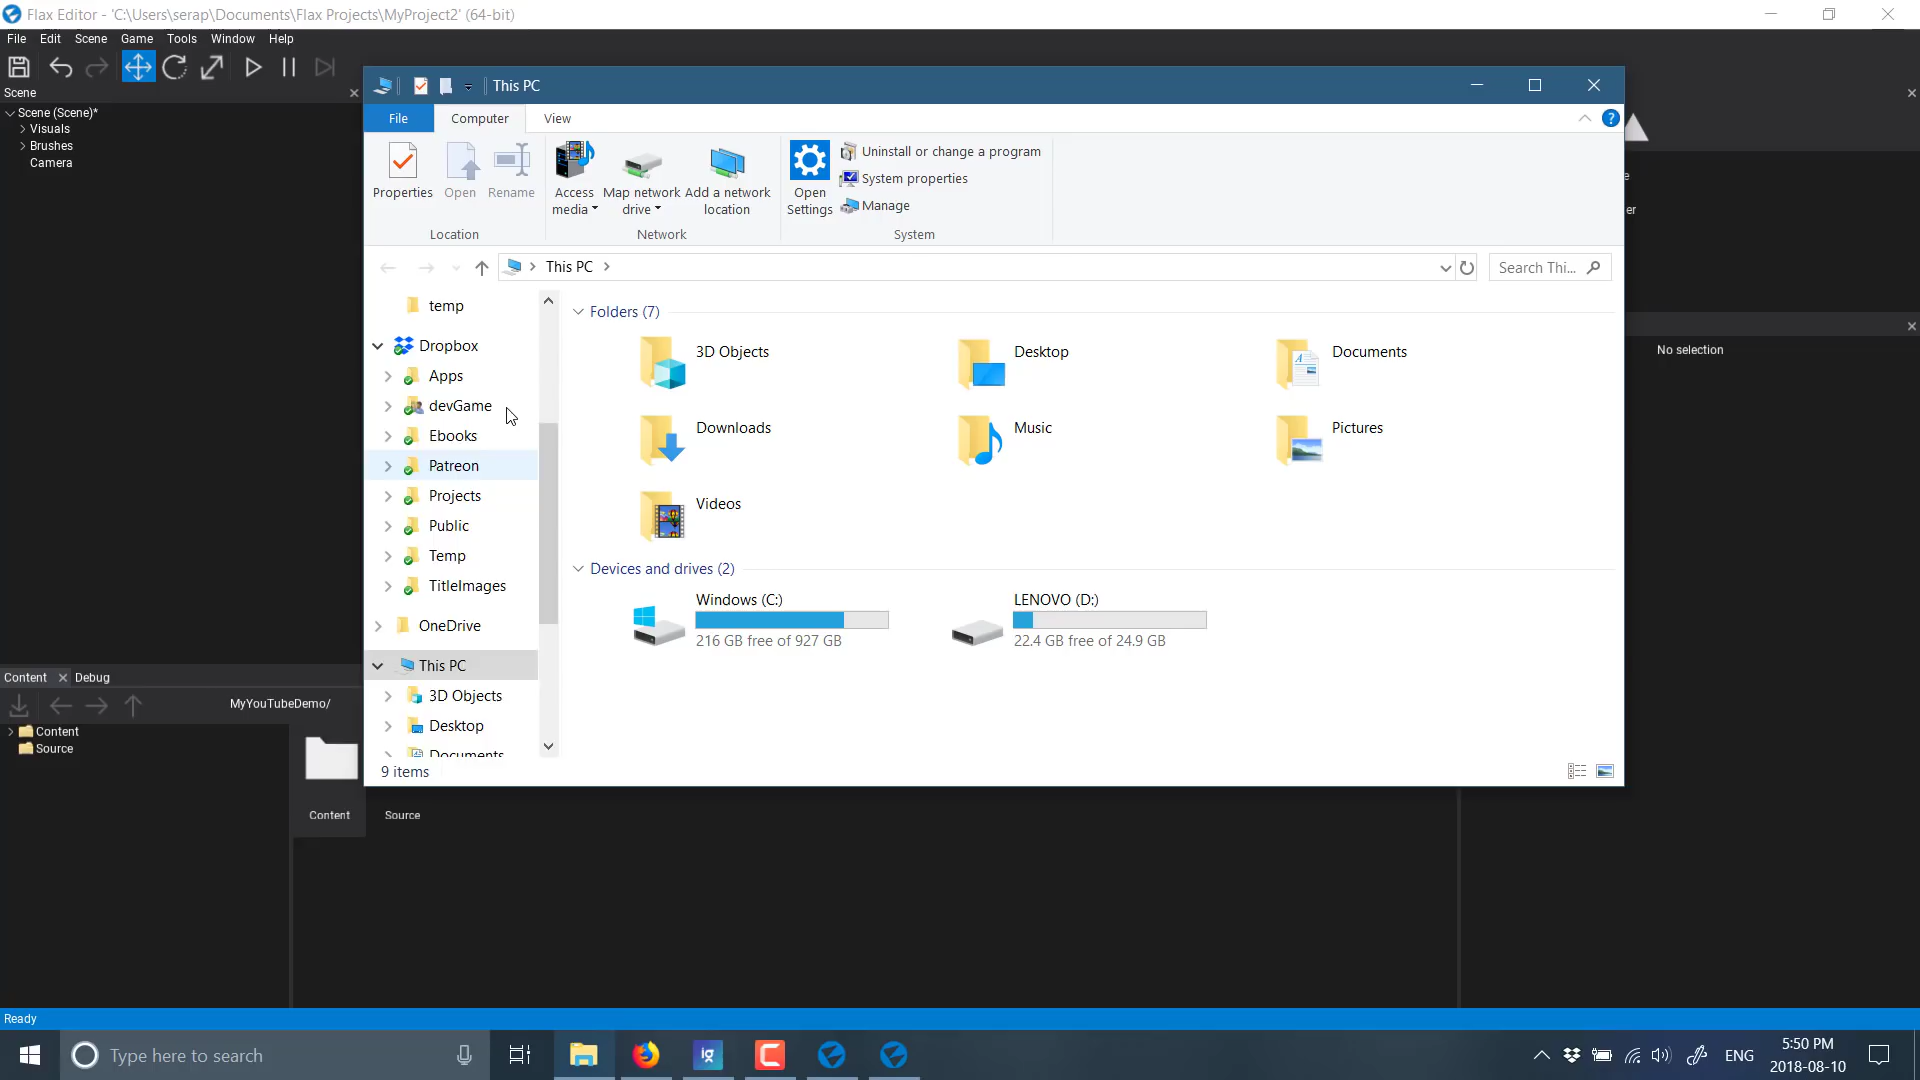 Flax Editor - 'C:\Users\serap\Documents\Flax Projects\MyProject2' (64-bit)
File Edit Scene Game Tools Window Help
Scene
Scene (Scene)*
Visuals
Brushes
Camera
This PC
File Computer View
Properties Open Rename Access media Map network drive Add a network location Open Settings
Uninstall or change a program
System properties
Manage
Location Network System
This PC
Search Thi...
temp
Dropbox
Apps
devGame
Ebooks
Patreon
Projects
Public
Temp
TitleImages
OneDrive
This PC
3D Objects
Desktop
Documents
Folders (7)
3D Objects Desktop Documents
Downloads Music Pictures
Videos
Devices and drives (2)
Windows (C:) LENOVO (D:)
216 GB free of 927 GB 22.4 GB free of 24.9 GB
9 items
e
er
No selection
Content Debug
MyYouTubeDemo/
Content
Source
Content Source
Ready
Type here to search
ig
ENG
5:50 PM
2018-08-10